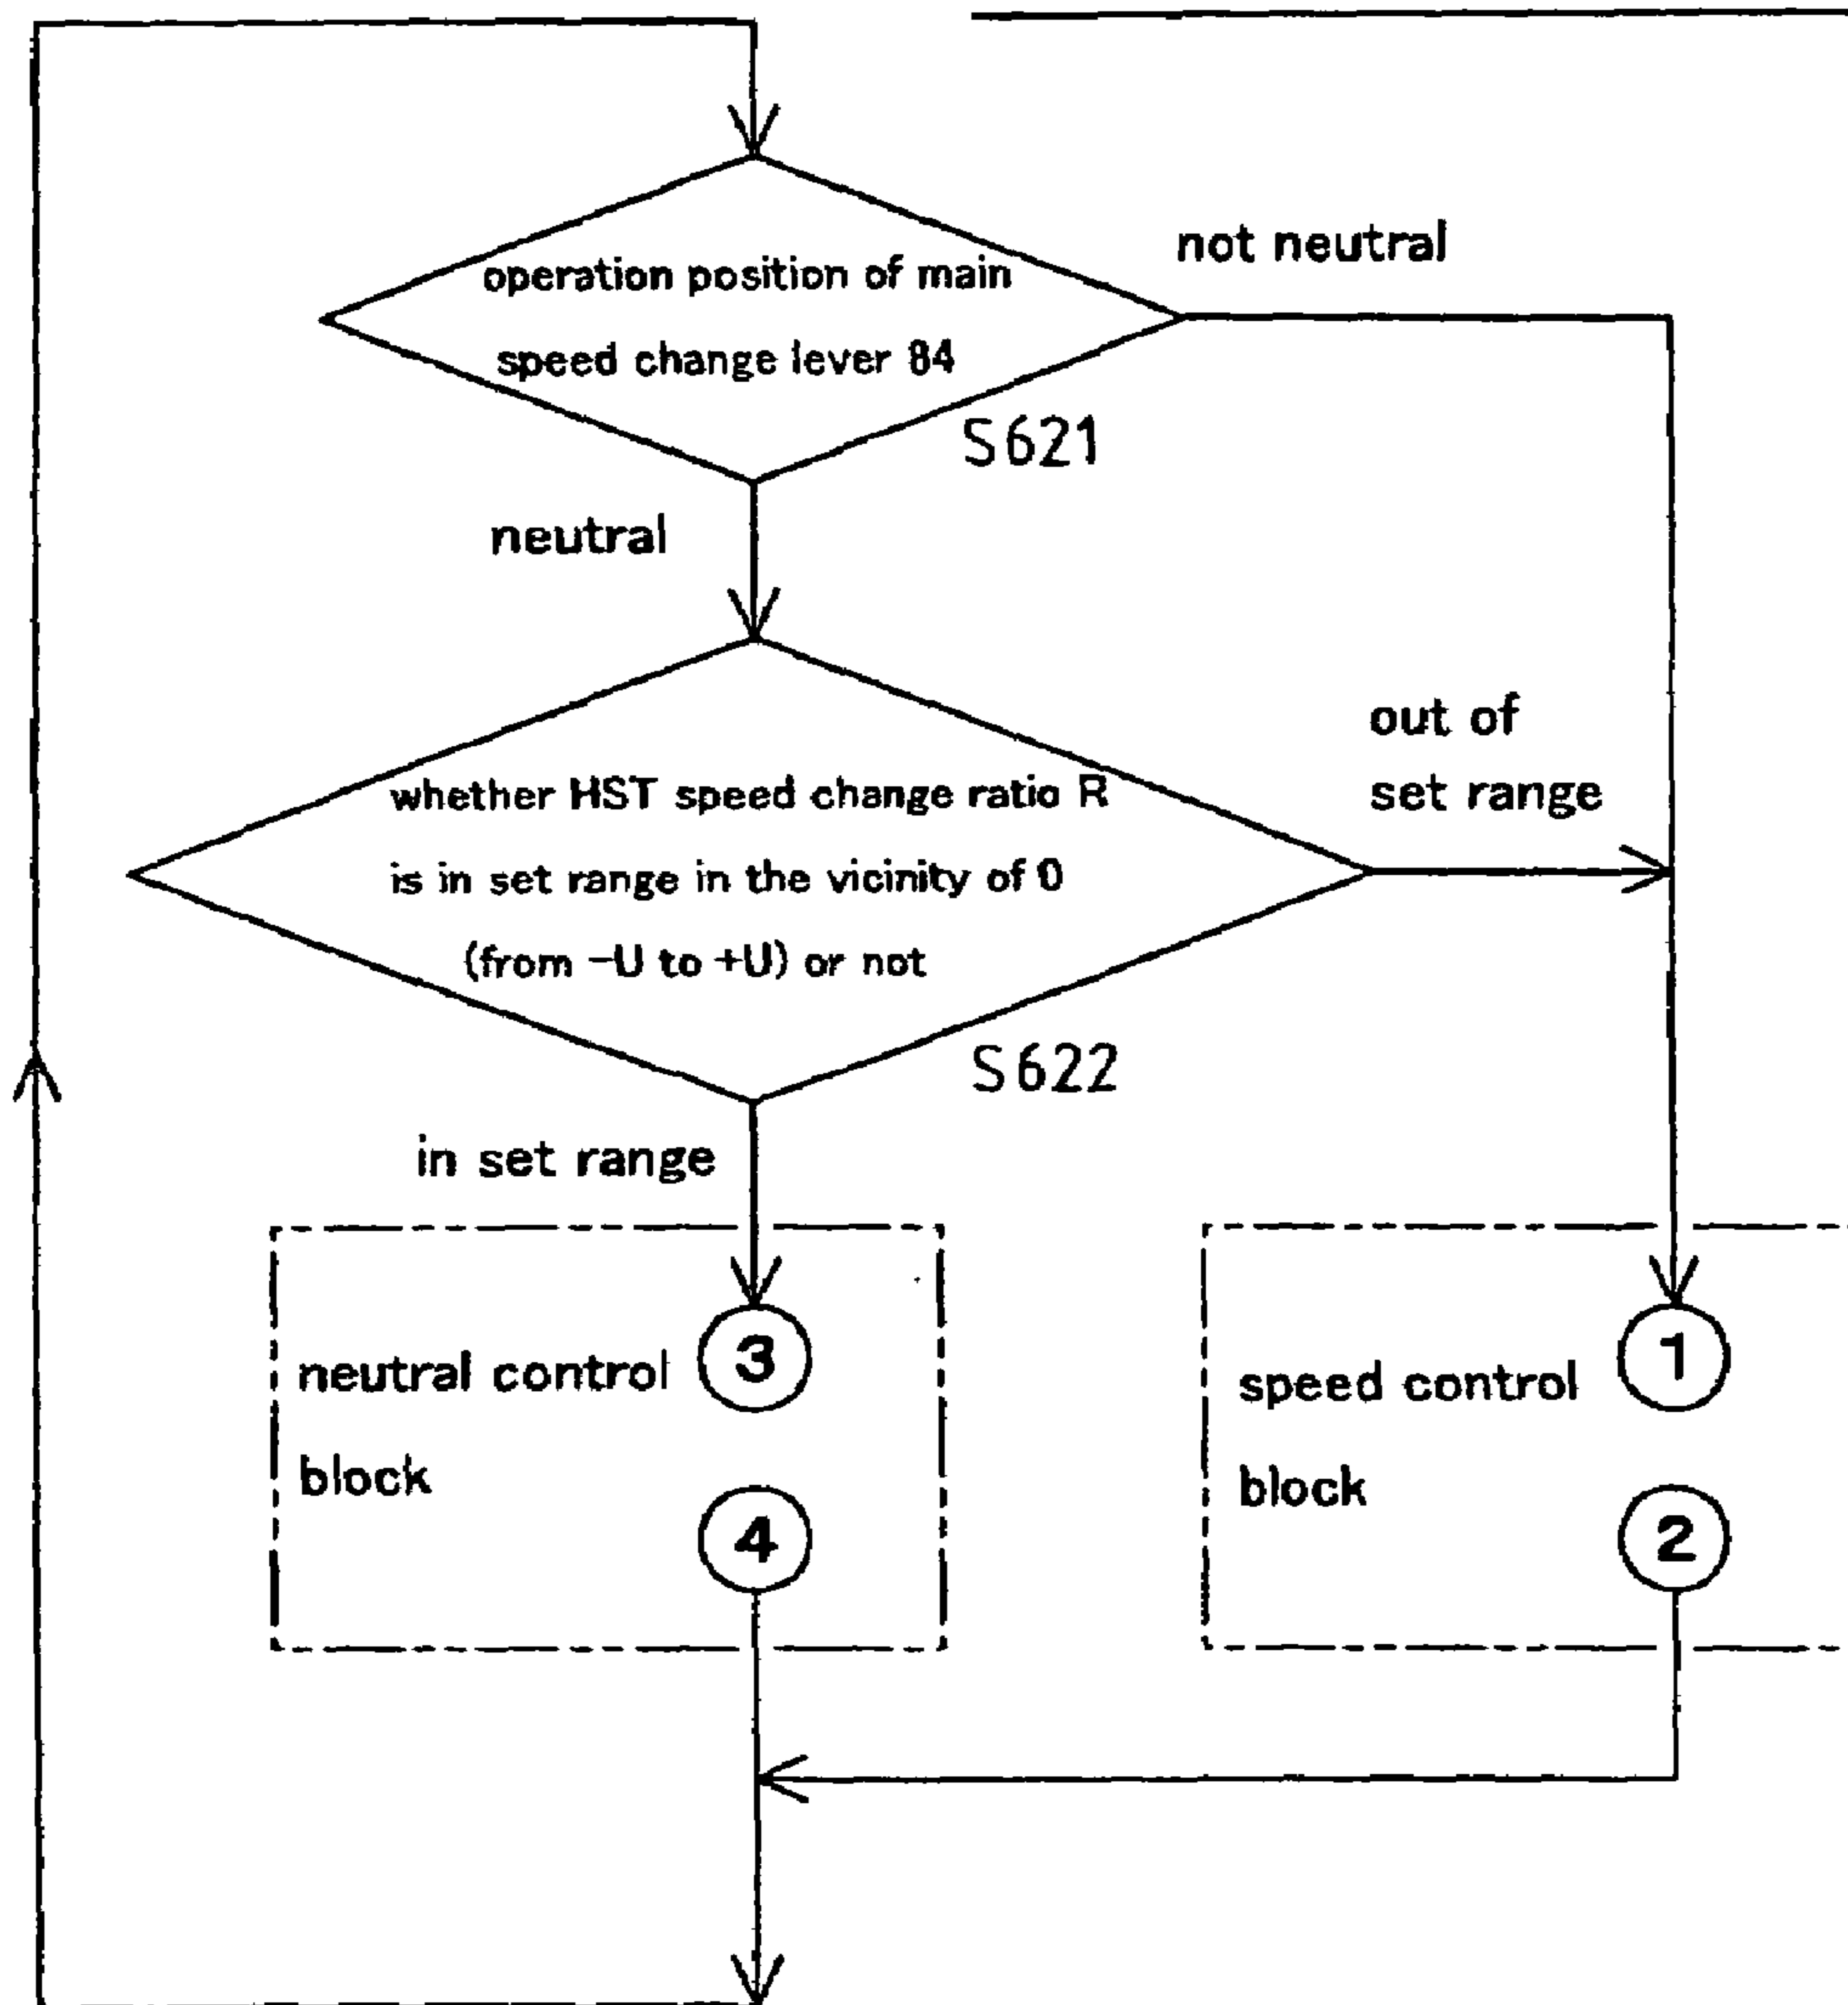 not neutral
operation position of main
speed change lever 84
S621
neutral
out of
set range
whether HST speed change ratio R
is in set range in the vicinity of 0
(from −U to +U) or not
S622
in set range
neutral control
block
3
4
speed control
block
1
2